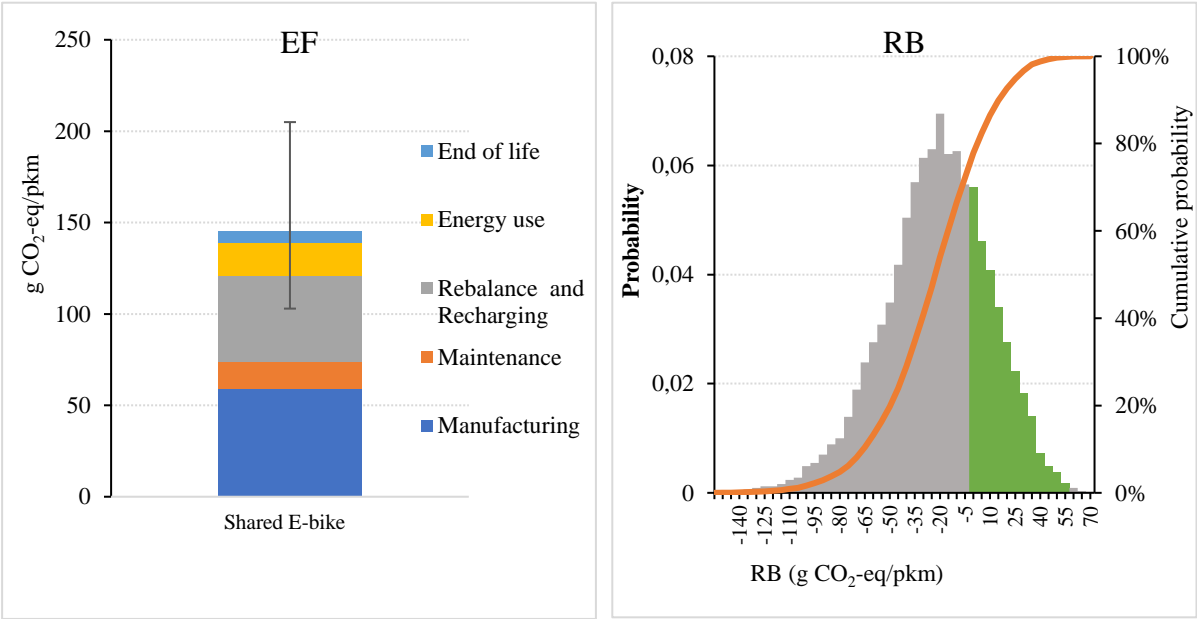 EF
250
200
150
100
50
0
g CO₂-eq/pkm
End of life
Energy use
Rebalance and
Recharging
Maintenance
Manufacturing
Shared E-bike
RB
0,08
0,06
0,04
0,02
0
Probability
100%
80%
60%
40%
20%
0%
Cumulative probability
-140
-125
-110
-95
-80
-65
-50
-35
-20
-5
10
25
40
55
70
RB (g CO₂-eq/pkm)